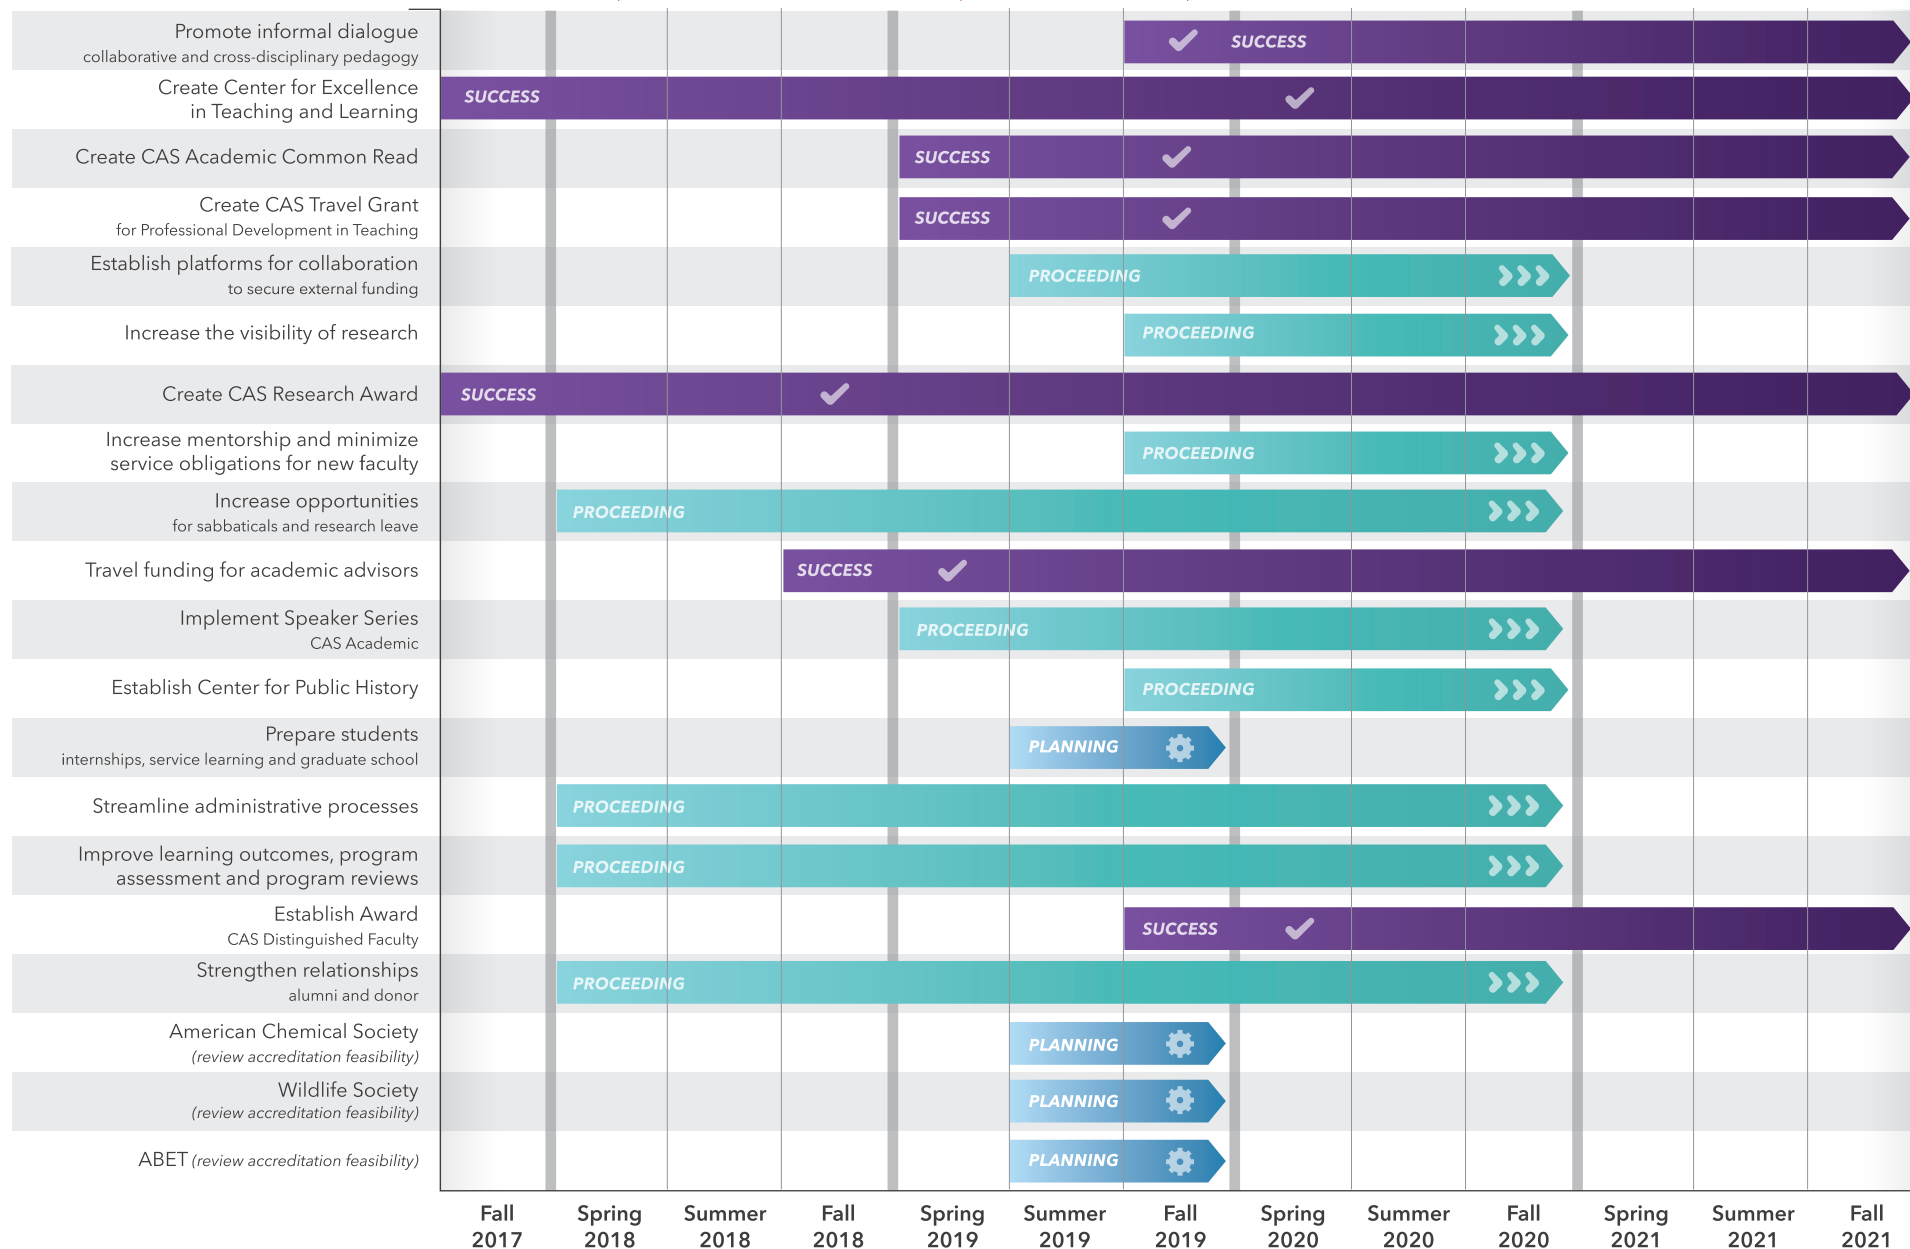 Promote informal dialogue
SUCCESS
collaborative and cross-disciplinary pedagogy
Create Center for Excellence
SUCCESS
in Teaching and Learning
Create CAS Academic Common Read
SUCCESS
Create CAS Travel Grant
SUCCESS
for Professional Development in Teaching
Establish platforms for collaboration
PROCEEDING
to secure external funding
Increase the visibility of research
PROCEEDING
Create CAS Research Award
SUCCESS
Increase mentorship and minimize
PROCEEDING
service obligations for new faculty
Increase opportunities
PROCEEDING
for sabbaticals and research leave
Travel funding for academic advisors
SUCCESS
Implement Speaker Series
PROCEEDING
CAS Academic
Establish Center for Public History
PROCEEDING
Prepare students
PLANNING
internships, service learning and graduate school
Streamline administrative processes
PROCEEDING
Improve learning outcomes, program
PROCEEDING
assessment and program reviews
Establish Award
SUCCESS
CAS Distinguished Faculty
Strengthen relationships
PROCEEDING
alumni and donor
American Chemical Society
PLANNING
(review accreditation feasibility)
Wildlife Society
PLANNING
(review accreditation feasibility)
ABET (review accreditation feasibility)
PLANNING
Fall Spring Summer Fall Spring Summer Fall Spring Summer Fall Spring Summer Fall
2017 2018 2018 2018 2019 2019 2019 2020 2020 2020 2021 2021 2021